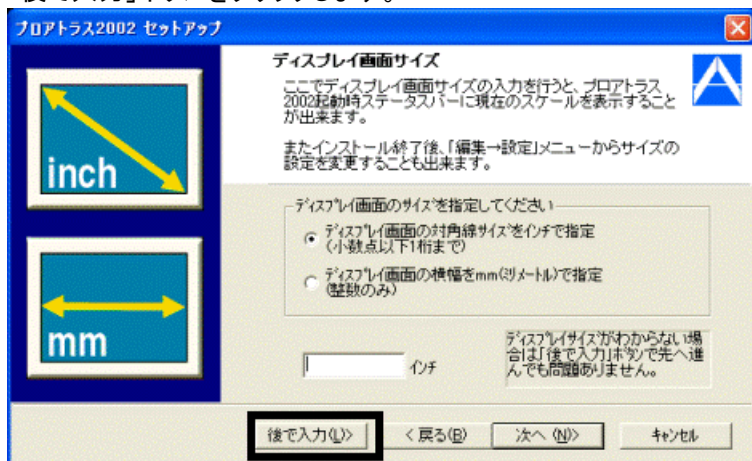 「後で入力」ボタンをクリックします。
プロアトラス2002 セットアップ
ディスプレイ画面サイズ
ここでディスプレイ画面サイズの入力を行うと、プロアトラス
2002起動時ステータスバーに現在のスケールを表示すること
が出来ます。
またインストール終了後、「編集→設定」メニューからサイズの
設定を変更することも出来ます。
inch
mm
ディスプレイ画面のサイズを指定してください
ディスプレイ画面の対角線サイズをインチで指定
(小数点以下1桁まで)
ディスプレイ画面の横幅をmm(ミリメートル)で指定
(整数のみ)
インチ
ディスプレイサイズがわからない場
合は「後で入力」ボタンで先へ進
んでも問題ありません。
後で入力(L)>
< 戻る(B)
次へ (N)>
キャンセル